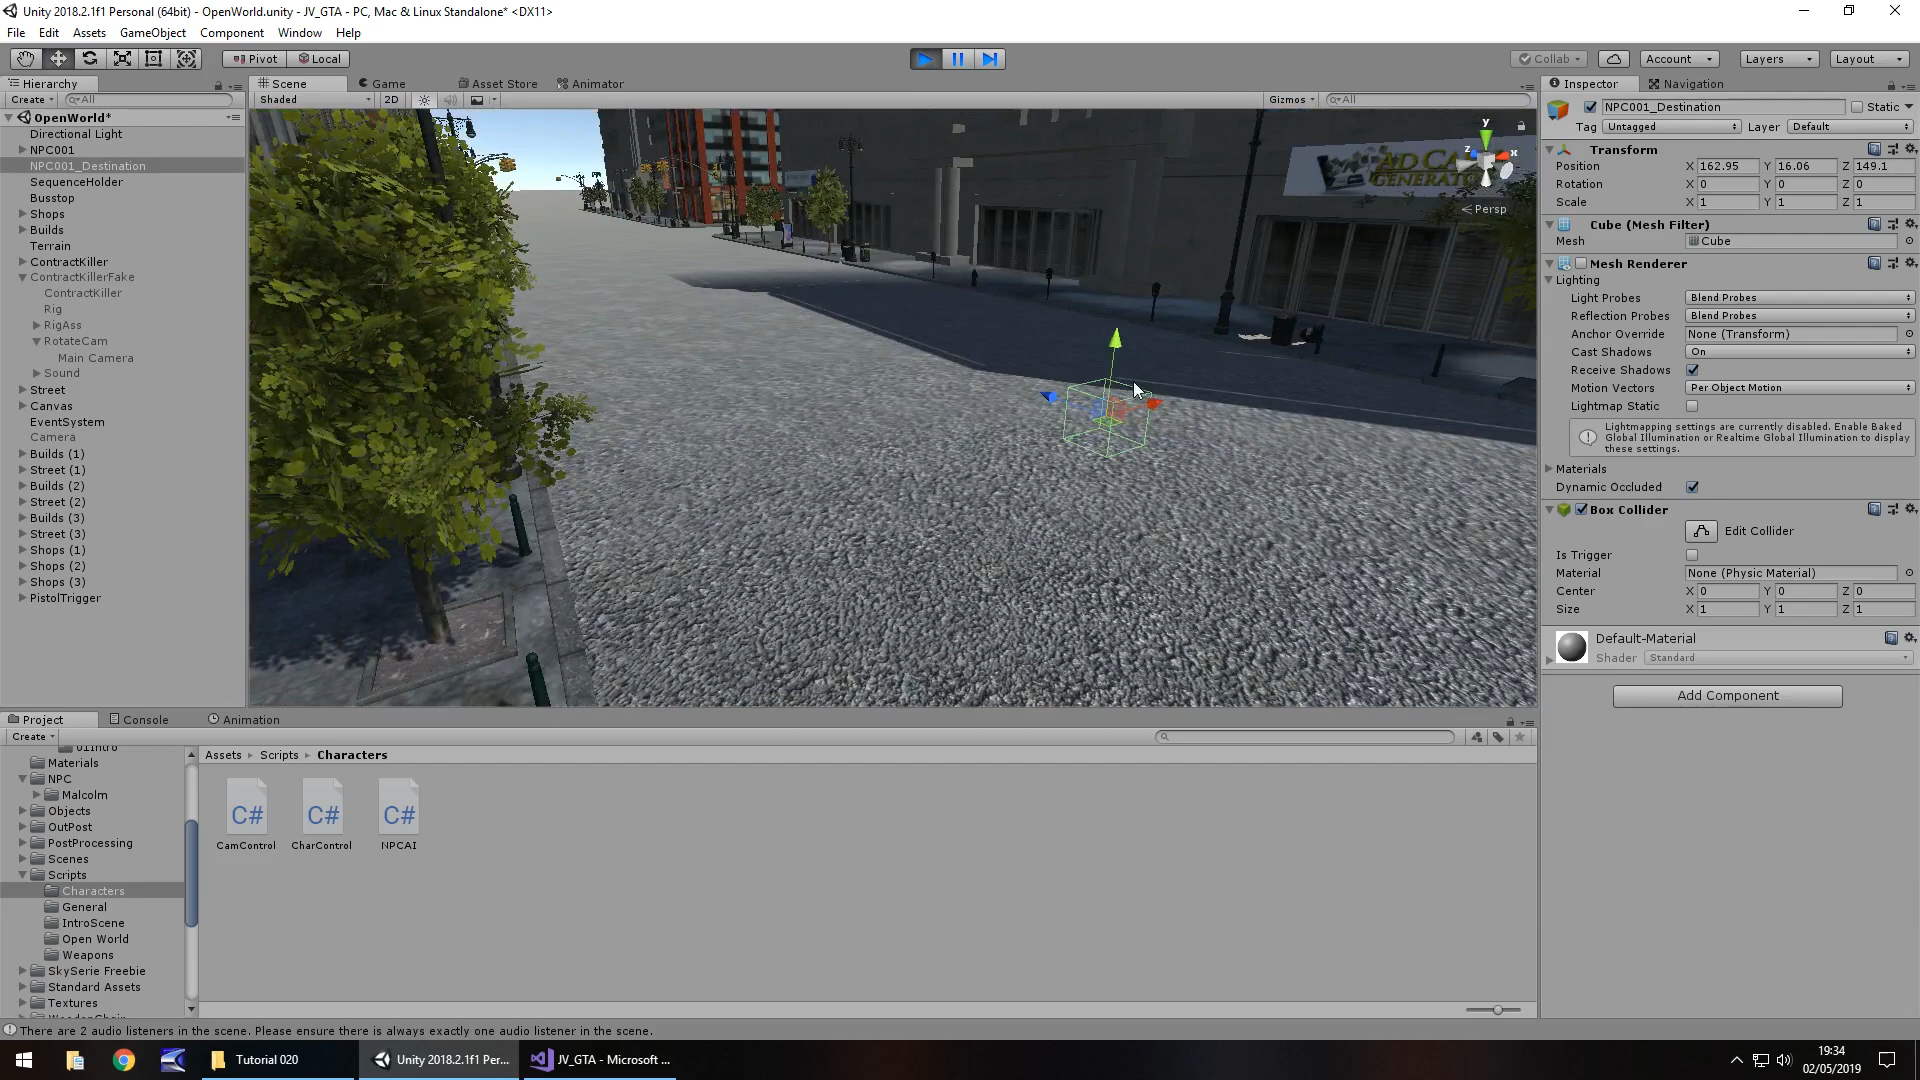 Unity 2018.2.1f1 Personal (64bit) - OpenWorld.unity - JV_GTA - PC, Mac & Linux Standalone* <DX11>
File Edit Assets GameObject Component Window Help
Pivot Local Collab Account Layers Layout
Hierarchy Scene Game Asset Store Animator Inspector Navigation
Create All Shaded 2D Gizmos All
OpenWorld*
Directional Light
NPC001
NPC001_Destination
SequenceHolder
Busstop
Shops
Builds
Terrain
ContractKiller
ContractKillerFake
ContractKiller
Rig
RigAss
RotateCam
Main Camera
Sound
Street
Canvas
EventSystem
Camera
Builds (1)
Street (1)
Builds (2)
Street (2)
Builds (3)
Street (3)
Shops (1)
Shops (2)
Shops (3)
PistolTrigger
AD CA
GENERAT
y
z x
Persp
NPC001_Destination Static
Tag Untagged Layer Default
Transform
Position X 162.95 Y 16.06 Z 149.1
Rotation X 0 Y 0 Z 0
Scale X 1 Y 1 Z 1
Cube (Mesh Filter)
Mesh Cube
Mesh Renderer
Lighting
Light Probes Blend Probes
Reflection Probes Blend Probes
Anchor Override None (Transform)
Cast Shadows On
Receive Shadows
Motion Vectors Per Object Motion
Lightmap Static
Lightmapping settings are currently disabled. Enable Baked
Global Illumination or Realtime Global Illumination to display
these settings.
Materials
Dynamic Occluded
Box Collider
Edit Collider
Is Trigger
Material None (Physic Material)
Center X 0 Y 0 Z 0
Size X 1 Y 1 Z 1
Default-Material
Shader Standard
Add Component
Project Console Animation
Create
01Intro
Materials
NPC
Malcolm
Objects
OutPost
PostProcessing
Scenes
Scripts
Characters
General
IntroScene
Open World
Weapons
SkySerie Freebie
Standard Assets
Textures
Assets Scripts Characters
C# C# C#
CamControl CharControl NPCAI
There are 2 audio listeners in the scene. Please ensure there is always exactly one audio listener in the scene.
Tutorial 020 Unity 2018.2.1f1 Per... JV_GTA - Microsoft ...
19:34
02/05/2019